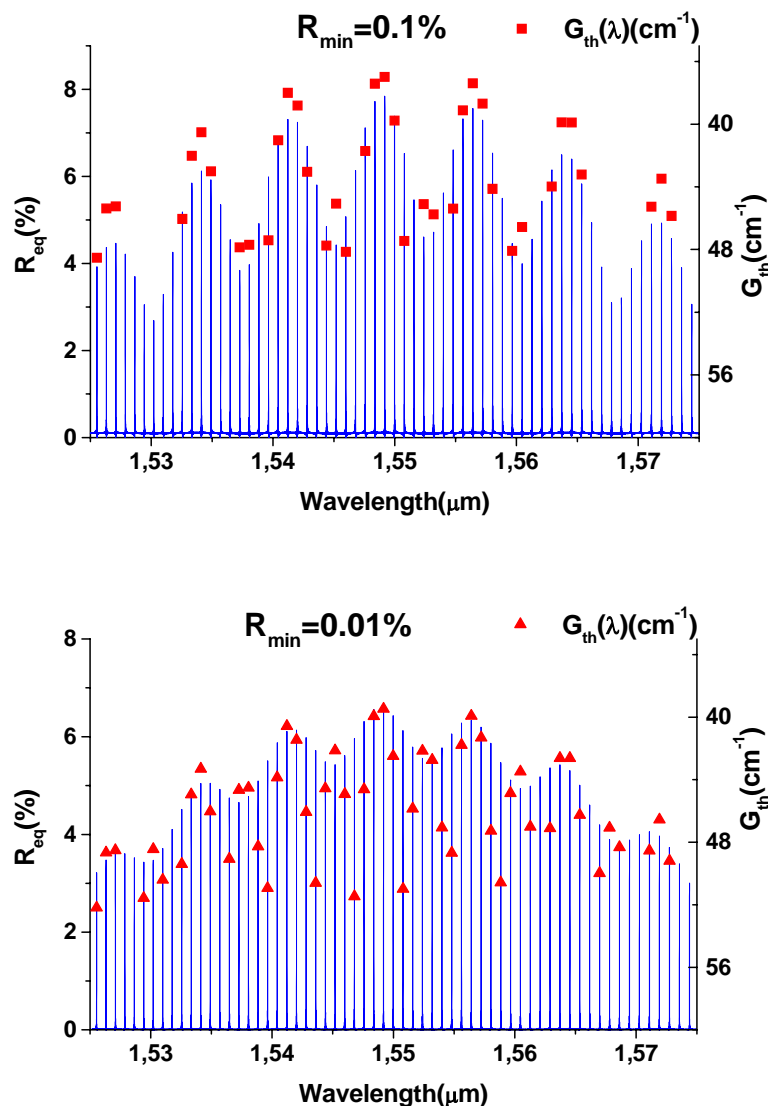 R_min=0.1% G_th(λ)(cm⁻¹)
8
6
4
2
0
R_eq(%)
40
48
56
G_th(cm⁻¹)
1,53 1,54 1,55 1,56 1,57
Wavelength(μm)
R_min=0.01% G_th(λ)(cm⁻¹)
8
6
4
2
0
R_eq(%)
40
48
56
G_th(cm⁻¹)
1,53 1,54 1,55 1,56 1,57
Wavelength(μm)